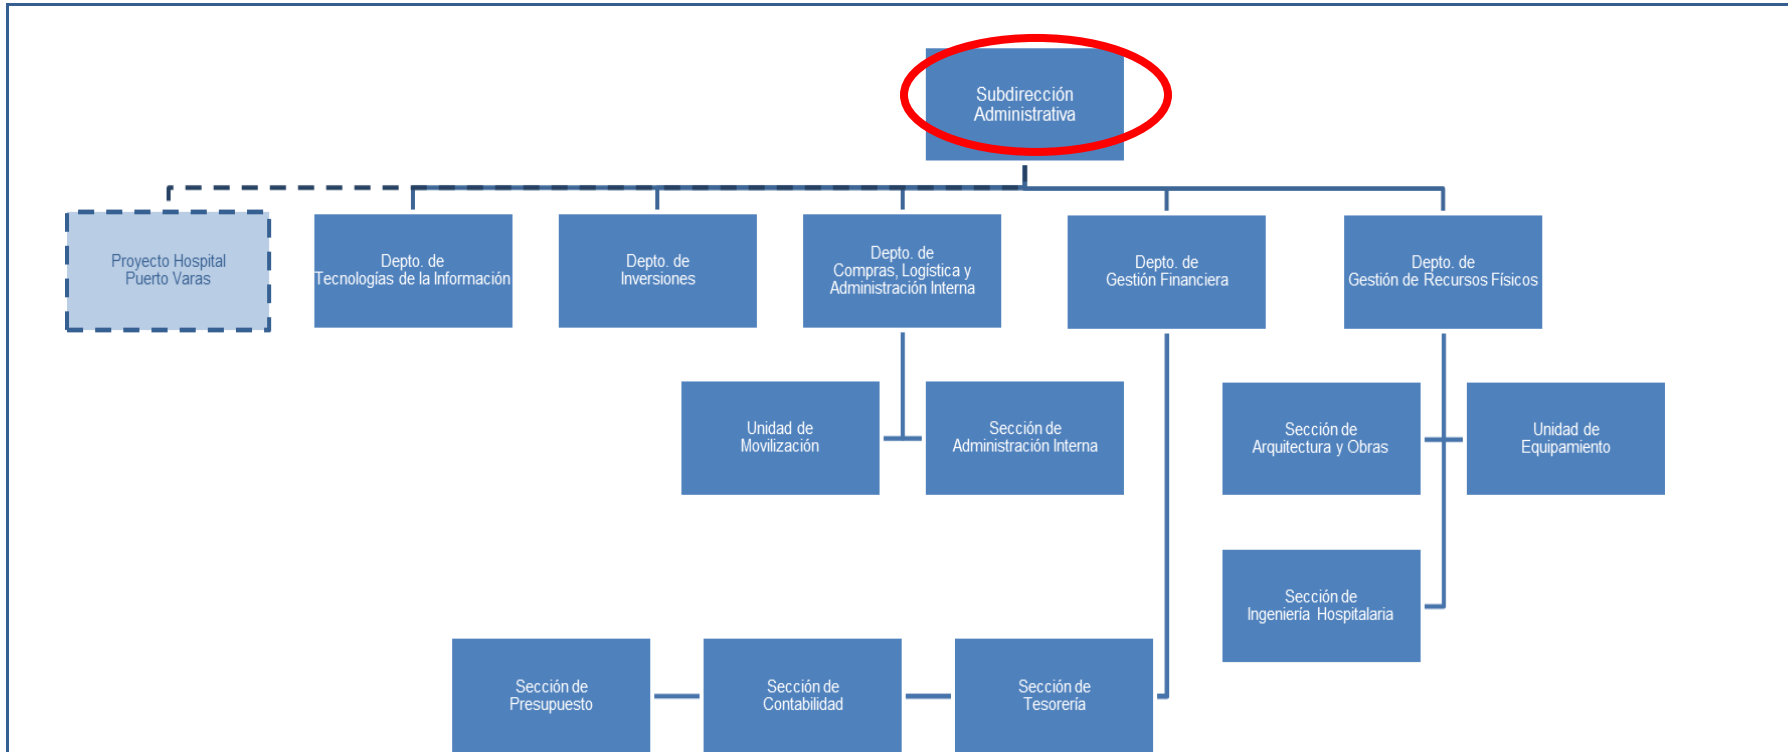 Subdirección
Administrativa
Proyecto Hospital
Puerto Varas
Depto. de
Tecnologías de la Información
Depto. de
Inversiones
Depto. de
Compras, Logística y
Administración Interna
Depto. de
Gestión Financiera
Depto. de
Gestión de Recursos Físicos
Unidad de
Movilización
Sección de
Administración Interna
Sección de
Arquitectura y Obras
Unidad de
Equipamiento
Sección de
Ingeniería Hospitalaria
Sección de
Presupuesto
Sección de
Contabilidad
Sección de
Tesorería